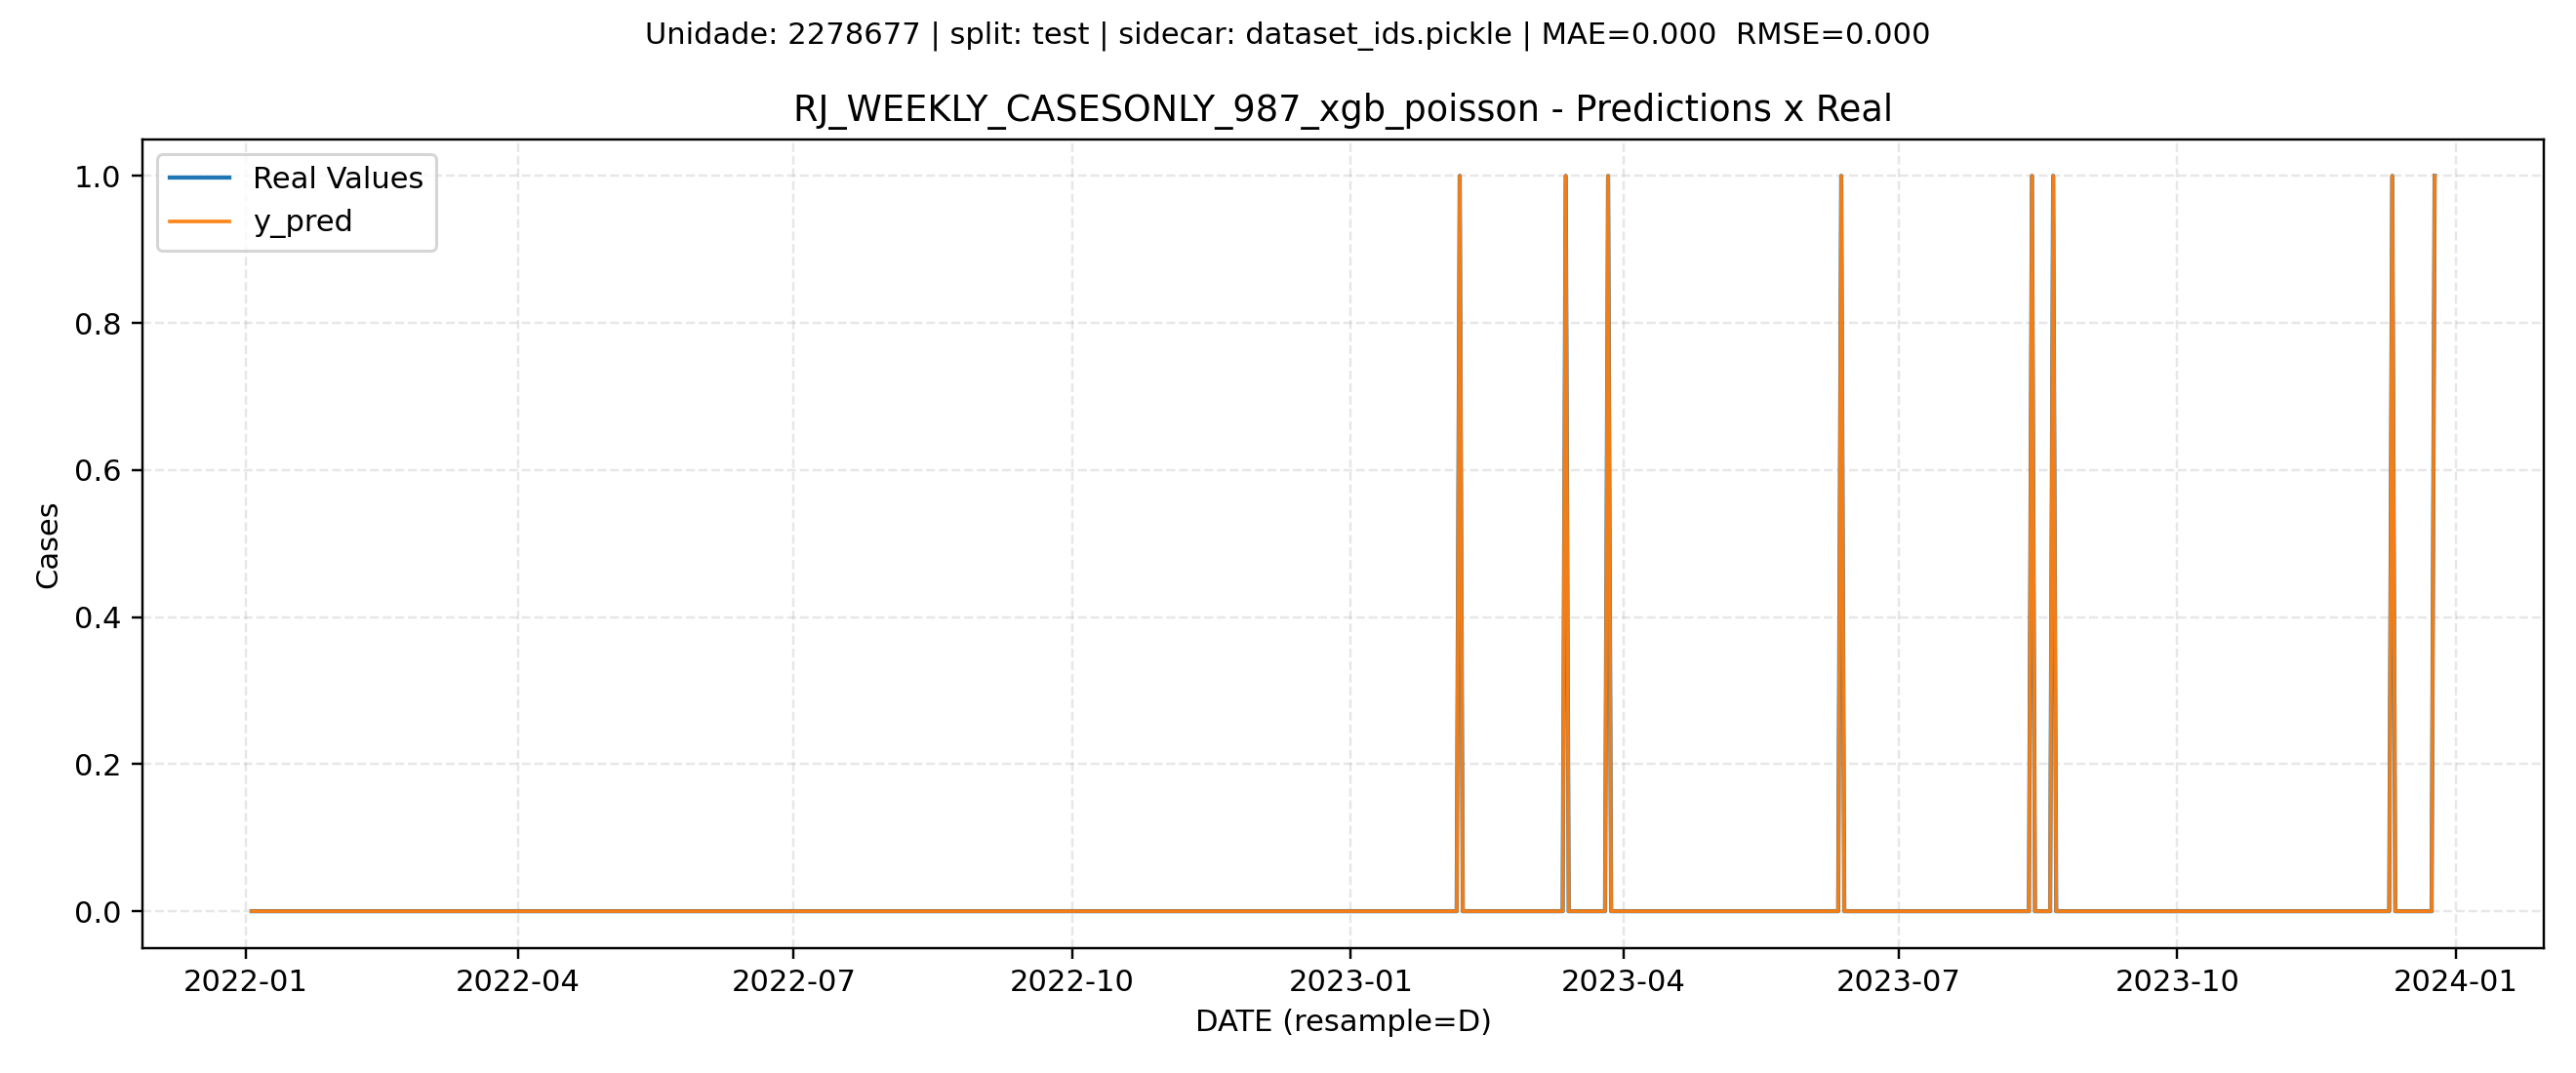 Unidade: 2278677 | split: test | sidecar: dataset_ids.pickle | MAE=0.000  RMSE=0.000
RJ_WEEKLY_CASESONLY_987_xgb_poisson - Predictions x Real
Real Values
y_pred
1.0
0.8
0.6
0.4
0.2
0.0
Cases
2022-01 2022-04 2022-07 2022-10 2023-01 2023-04 2023-07 2023-10 2024-01
DATE (resample=D)